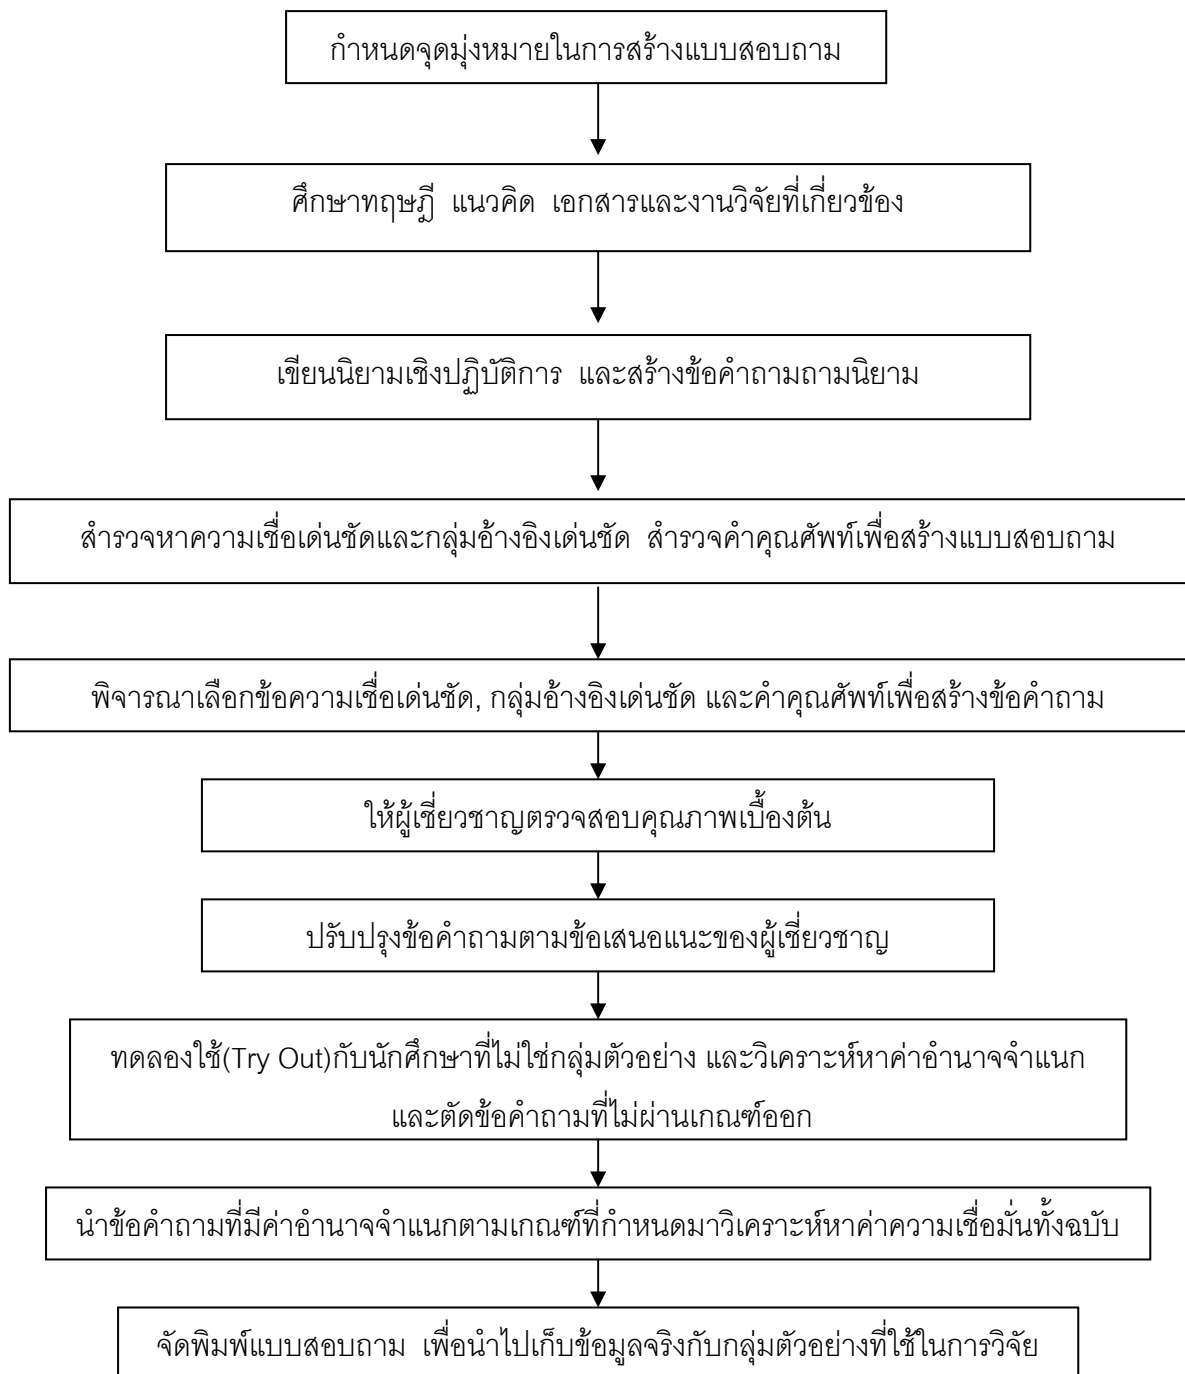 กำหนดจุดมุ่งหมายในการสร้างแบบสอบถาม
ศึกษาทฤษฎี แนวคิด เอกสารและงานวิจัยที่เกี่ยวข้อง
เขียนนิยามเชิงปฏิบัติการ และสร้างข้อคำถามถามนิยาม
สำรวจหาความเชื่อเด่นชัดและกลุ่มอ้างอิงเด่นชัด สำรวจคำคุณศัพท์เพื่อสร้างแบบสอบถาม
พิจารณาเลือกข้อความเชื่อเด่นชัด, กลุ่มอ้างอิงเด่นชัด และคำคุณศัพท์เพื่อสร้างข้อคำถาม
ให้ผู้เชี่ยวชาญตรวจสอบคุณภาพเบื้องต้น
ปรับปรุงข้อคำถามตามข้อเสนอแนะของผู้เชี่ยวชาญ
ทดลองใช้(Try Out)กับนักศึกษาที่ไม่ใช่กลุ่มตัวอย่าง และวิเคราะห์หาค่าอำนาจจำแนก
และตัดข้อคำถามที่ไม่ผ่านเกณฑ์ออก
นำข้อคำถามที่มีค่าอำนาจจำแนกตามเกณฑ์ที่กำหนดมาวิเคราะห์หาค่าความเชื่อมั่นทั้งฉบับ
จัดพิมพ์แบบสอบถาม เพื่อนำไปเก็บข้อมูลจริงกับกลุ่มตัวอย่างที่ใช้ในการวิจัย